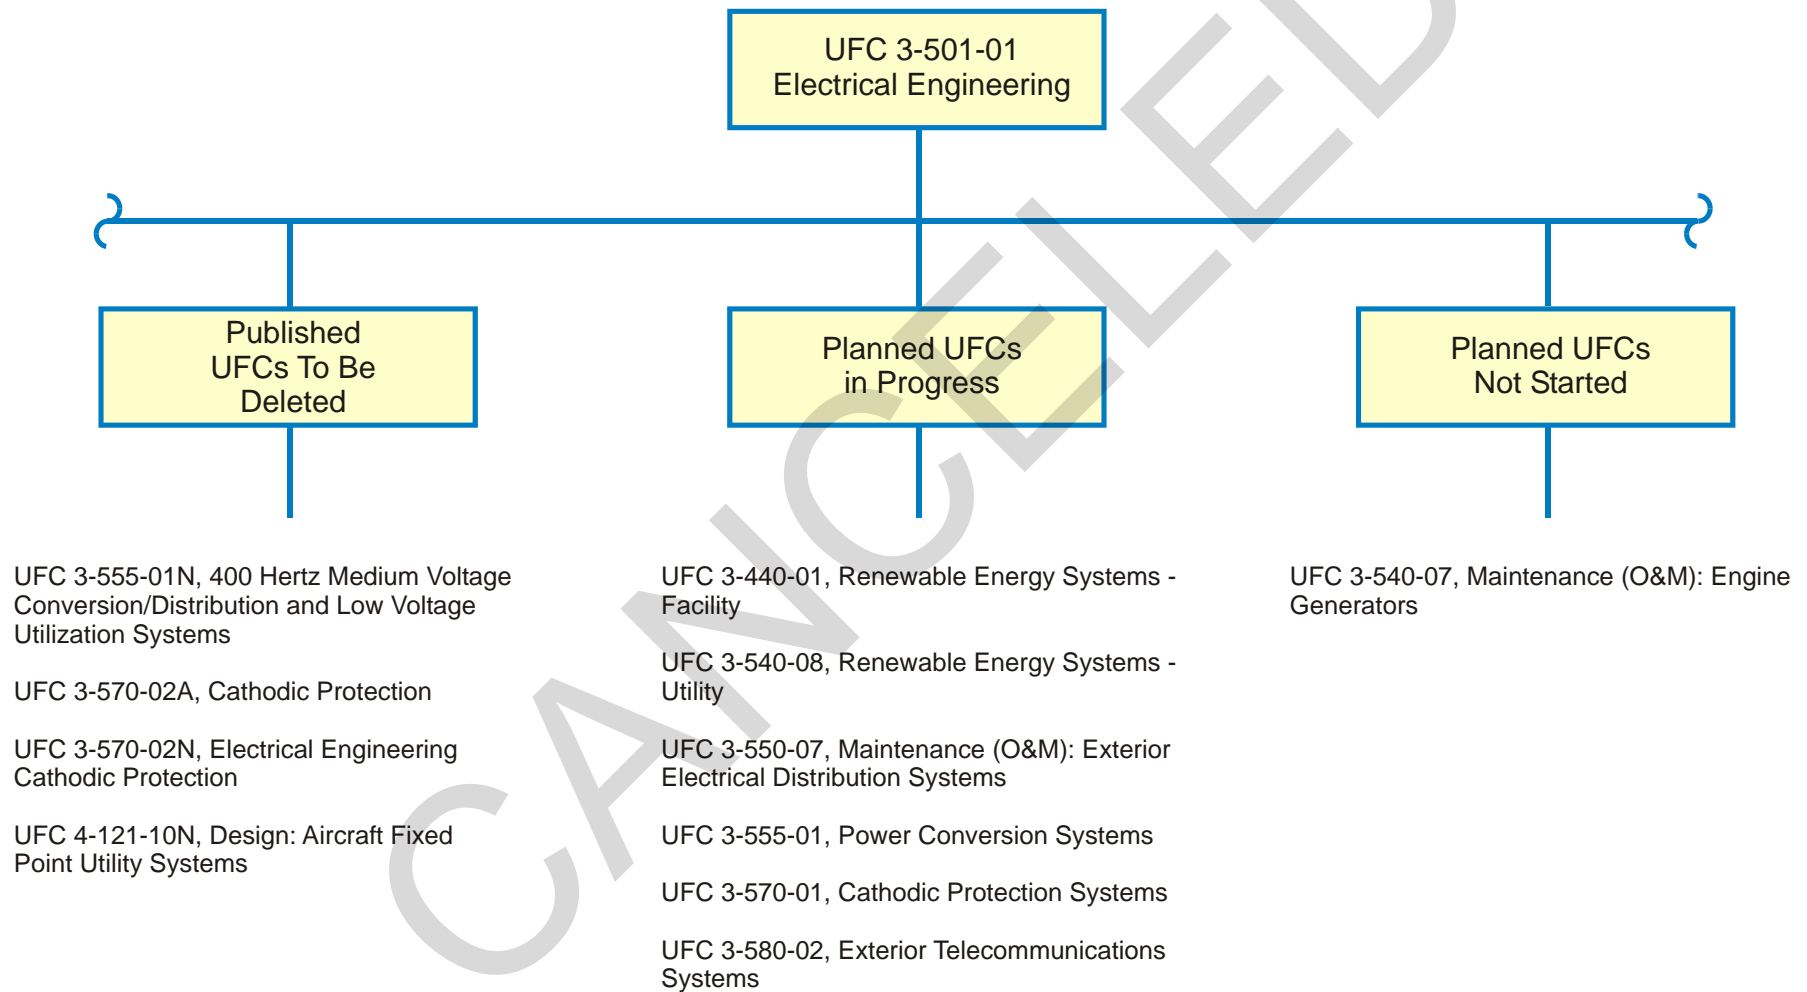 UFC 3-501-01
Electrical Engineering
Published
UFCs To Be
Deleted
Planned UFCs
in Progress
Planned UFCs
Not Started
UFC 3-555-01N, 400 Hertz Medium Voltage
Conversion/Distribution and Low Voltage
Utilization Systems
UFC 3-570-02A, Cathodic Protection
UFC 3-570-02N, Electrical Engineering
Cathodic Protection
UFC 4-121-10N, Design: Aircraft Fixed
Point Utility Systems
UFC 3-440-01, Renewable Energy Systems -
Facility
UFC 3-540-08, Renewable Energy Systems -
Utility
UFC 3-550-07, Maintenance (O&M): Exterior
Electrical Distribution Systems
UFC 3-555-01, Power Conversion Systems
UFC 3-570-01, Cathodic Protection Systems
UFC 3-580-02, Exterior Telecommunications
Systems
UFC 3-540-07, Maintenance (O&M): Engine
Generators
CANCELED